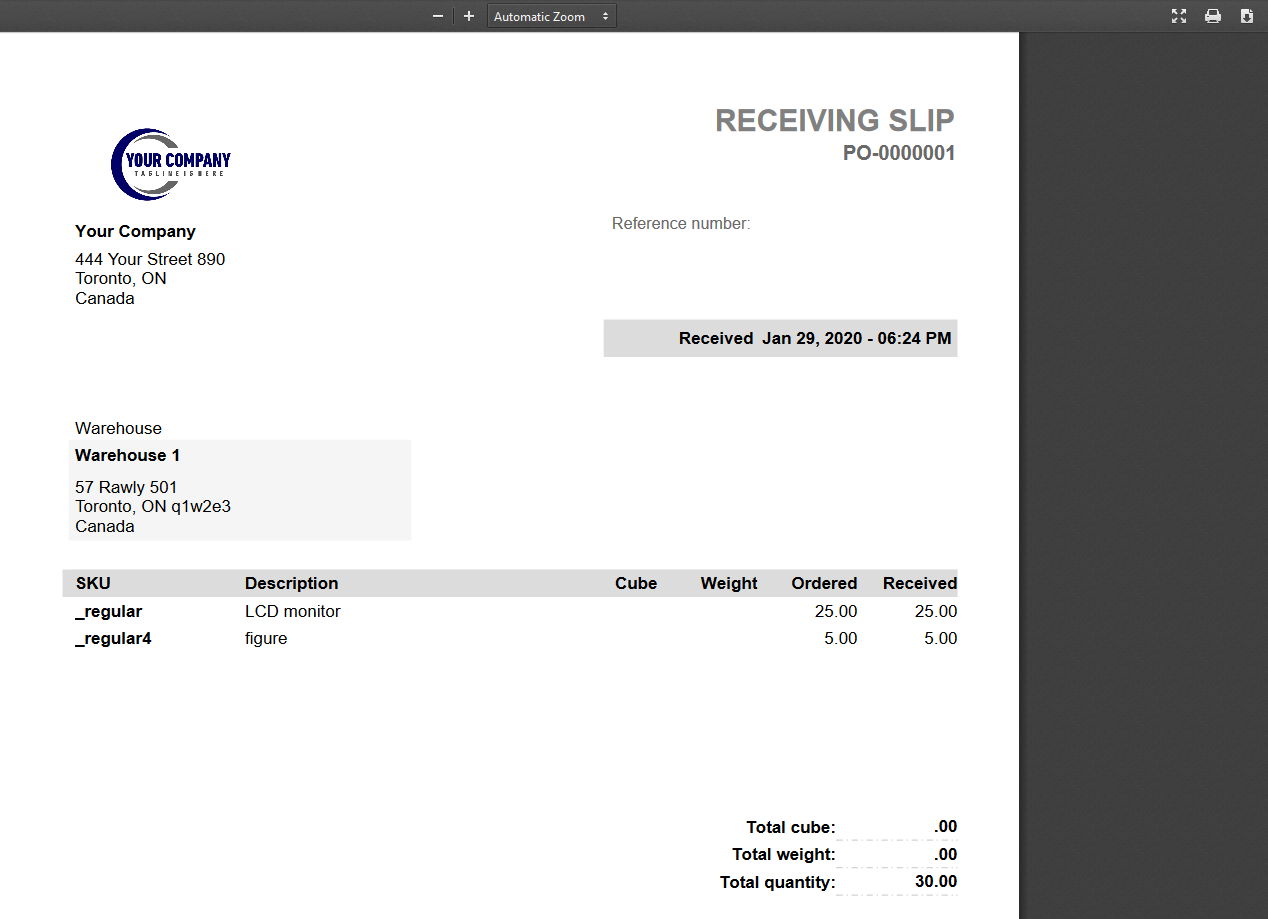 Automatic Zoom
RECEIVING SLIP
PO-0000001
YOUR COMPANY
TAGLINE IS HERE
Reference number:
Your Company
444 Your Street 890
Toronto, ON
Canada
Received Jan 29, 2020 - 06:24 PM
Warehouse
Warehouse 1
57 Rawly 501
Toronto, ON q1w2e3
Canada
SKU Description Cube Weight Ordered Received
_regular LCD monitor 25.00 25.00
_regular4 figure 5.00 5.00
Total cube: .00
Total weight: .00
Total quantity: 30.00